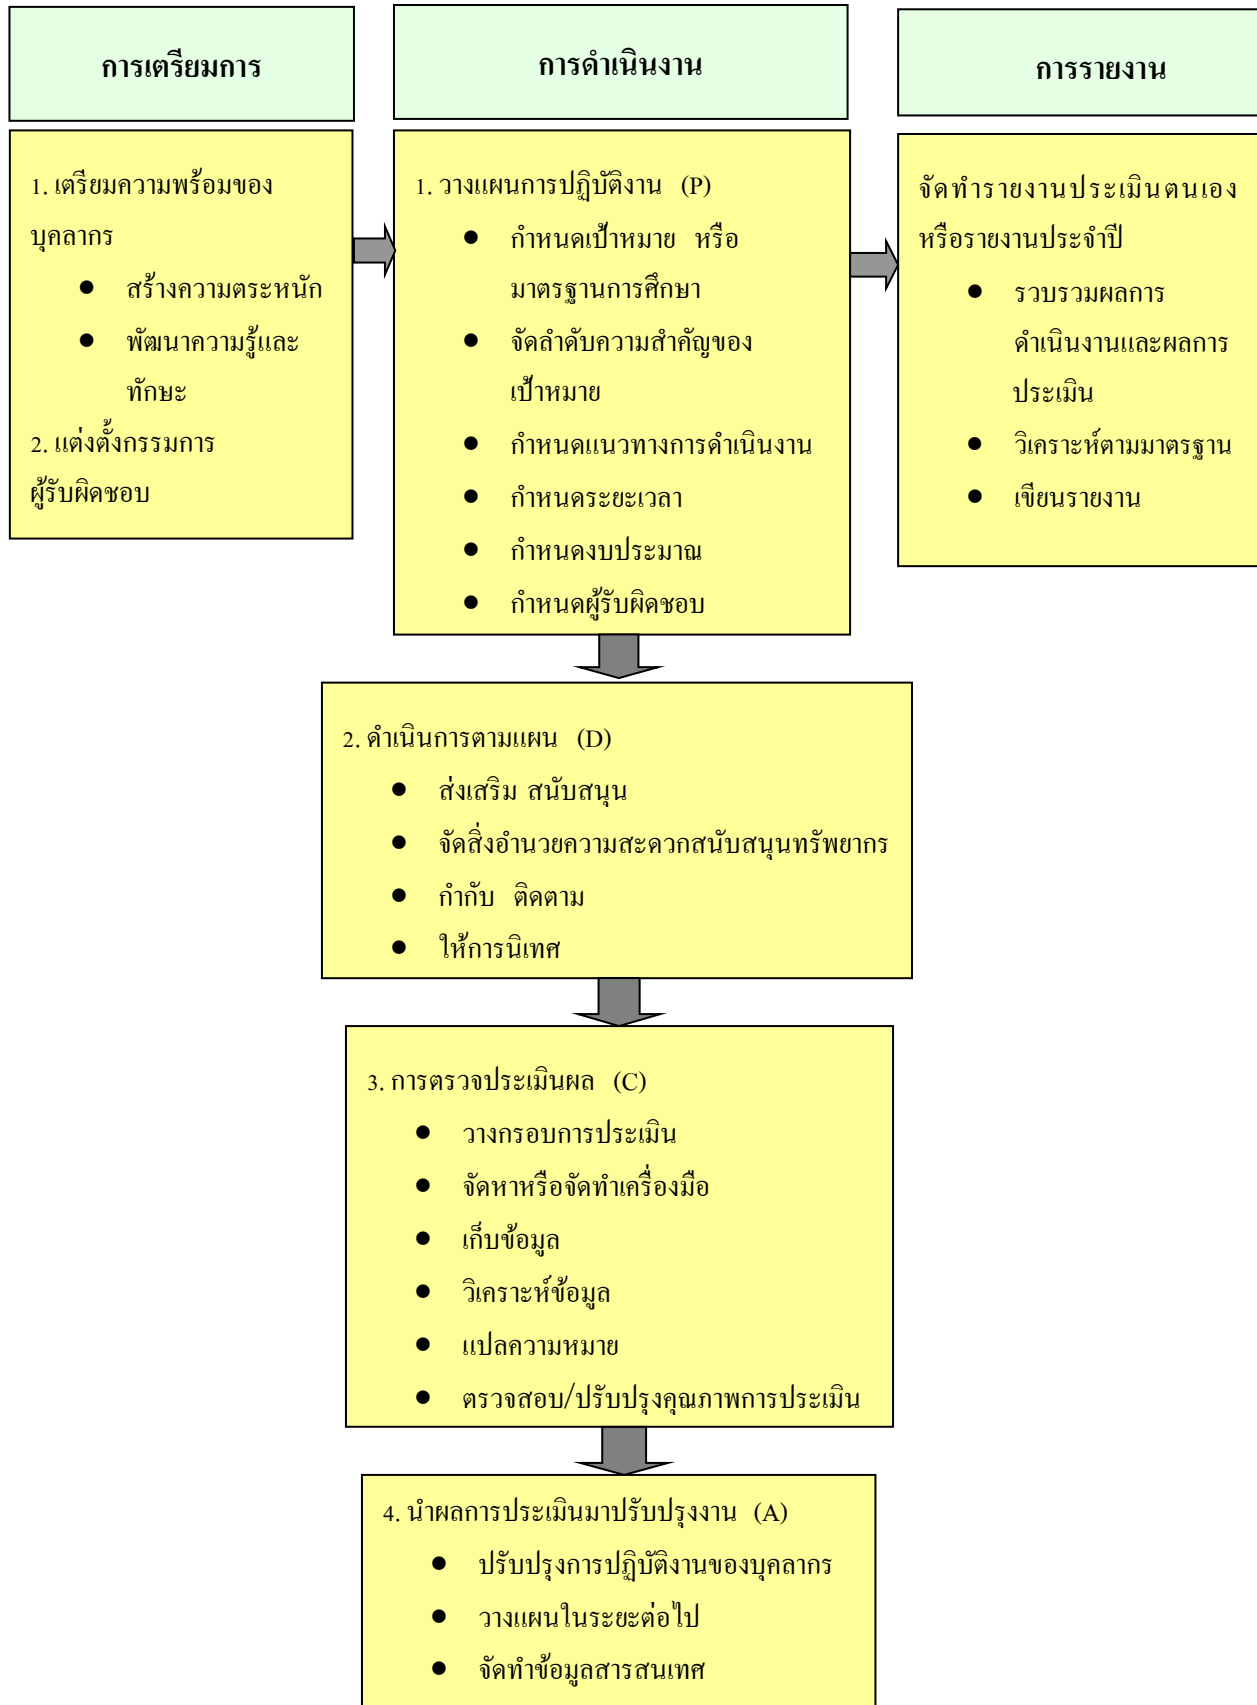 การเตรียมการ
การดำเนินงาน
การรายงาน
1. เตรียมความพร้อมของ
บุคลากร
● สร้างความตระหนัก
● พัฒนาความรู้และ
ทักษะ
2. แต่งตั้งกรรมการ
ผู้รับผิดชอบ
1. วางแผนการปฏิบัติงาน (P)
● กำหนดเป้าหมาย หรือ
มาตรฐานการศึกษา
● จัดลำดับความสำคัญของ
เป้าหมาย
● กำหนดแนวทางการดำเนินงาน
● กำหนดระยะเวลา
● กำหนดงบประมาณ
● กำหนดผู้รับผิดชอบ
จัดทำรายงานประเมินตนเอง
หรือรายงานประจำปี
● รวบรวมผลการ
ดำเนินงานและผลการ
ประเมิน
● วิเคราะห์ตามมาตรฐาน
● เขียนรายงาน
2. ดำเนินการตามแผน (D)
● ส่งเสริม สนับสนุน
● จัดสิ่งอำนวยความสะดวกสนับสนุนทรัพยากร
● กำกับ ติดตาม
● ให้การนิเทศ
3. การตรวจประเมินผล (C)
● วางกรอบการประเมิน
● จัดหาหรือจัดทำเครื่องมือ
● เก็บข้อมูล
● วิเคราะห์ข้อมูล
● แปลความหมาย
● ตรวจสอบ/ปรับปรุงคุณภาพการประเมิน
4. นำผลการประเมินมาปรับปรุงงาน (A)
● ปรับปรุงการปฏิบัติงานของบุคลากร
● วางแผนในระยะต่อไป
● จัดทำข้อมูลสารสนเทศ